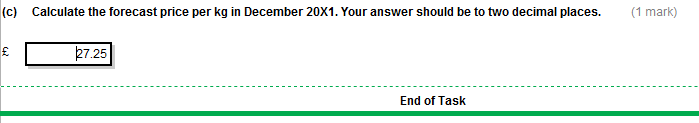 (c) Calculate the forecast price per kg in December 20X1. Your answer should be to two decimal places. (1 mark)
£ 27.25
End of Task